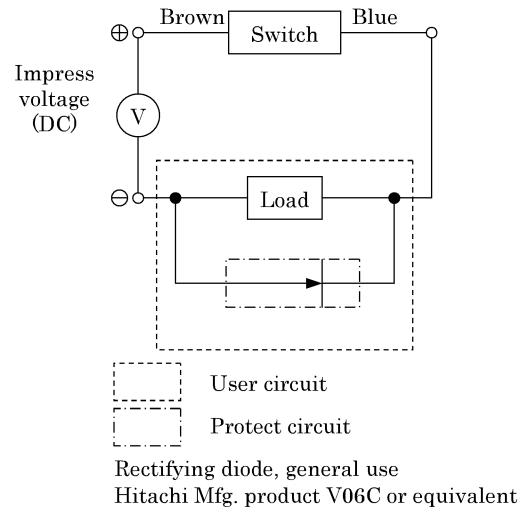 ⊕ Brown Switch Blue
Impress
voltage
(DC)
V
⊖ Load
User circuit
Protect circuit
Rectifying diode, general use
Hitachi Mfg. product V06C or equivalent